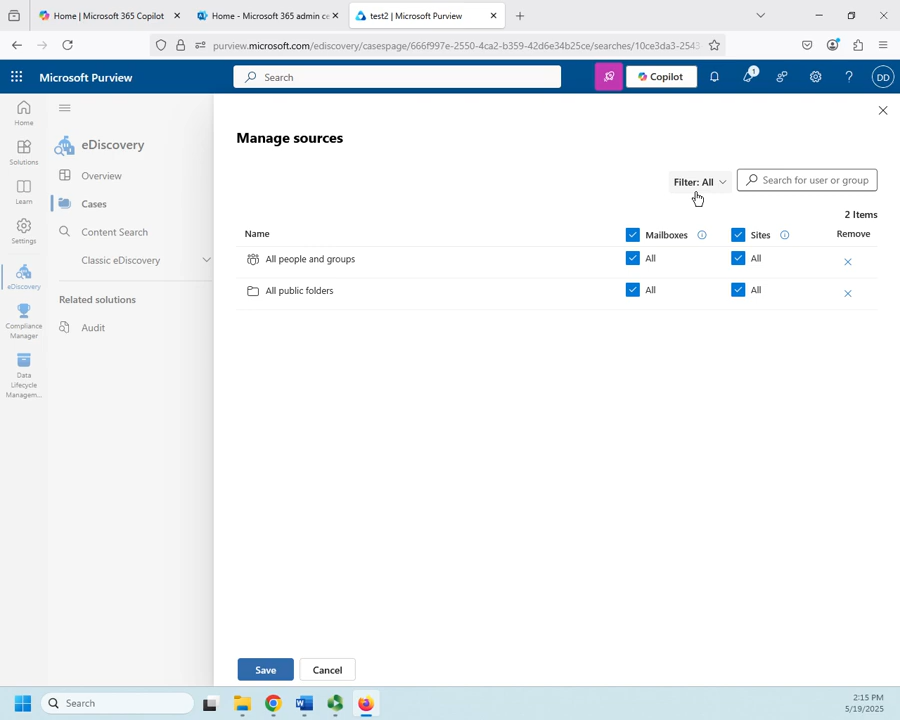 Home | Microsoft 365 Copilot
Home - Microsoft 365 admin ce
test2 | Microsoft Purview
purview.microsoft.com/ediscovery/casespage/666f997e-2550-4ca2-b359-42d6e34b25ce/searches/10ce3da3-2543
Microsoft Purview
Search
Copilot
1
DD
Home
Solutions
Learn
Settings
eDiscovery
Compliance
Manager
Data
Lifecycle
Managem...
eDiscovery
Overview
Cases
Content Search
Classic eDiscovery
Related solutions
Audit
Manage sources
Filter: All
Search for user or group
2 Items
Name
Mailboxes
Sites
Remove
All people and groups
All
All
All public folders
All
All
Save
Cancel
Search
2:15 PM
5/19/2025